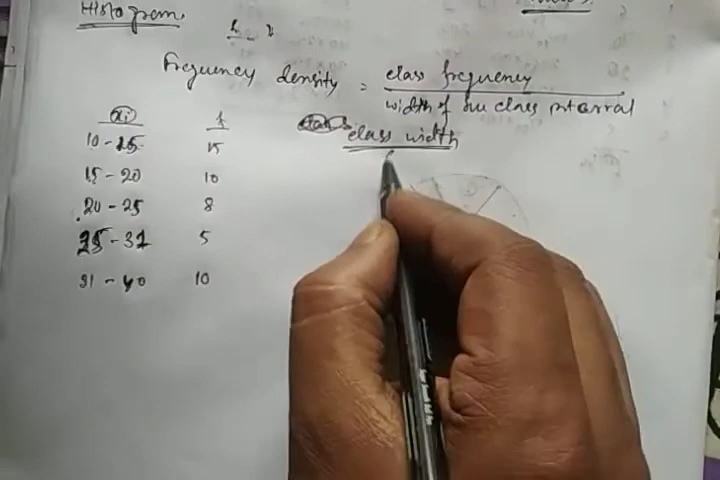 Histogram.
Frequency density = class frequency
width of the class interval
class width
xi f
10 - 15 15
15 - 20 10
20 - 25 8
25 - 31 5
31 - 40 10